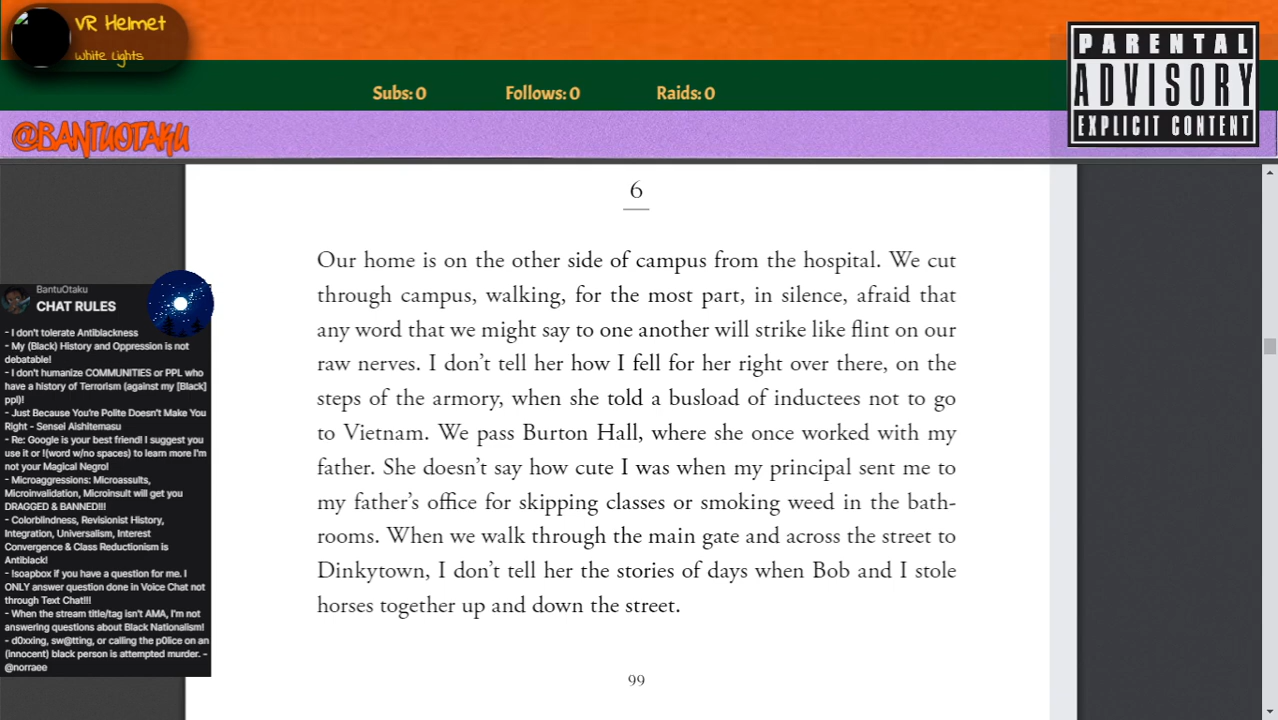 VR Helmet
White Lights
PARENTAL
ADVISORY
EXPLICIT CONTENT
Subs: 0 Follows: 0 Raids: 0
@BANTUOTAKU
6
Our home is on the other side of campus from the hospital. We cut
through campus, walking, for the most part, in silence, afraid that
any word that we might say to one another will strike like flint on our
raw nerves. I don't tell her how I fell for her right over there, on the
steps of the armory, when she told a busload of inductees not to go
to Vietnam. We pass Burton Hall, where she once worked with my
father. She doesn't say how cute I was when my principal sent me to
my father's office for skipping classes or smoking weed in the bath-
rooms. When we walk through the main gate and across the street to
Dinkytown, I don't tell her the stories of days when Bob and I stole
horses together up and down the street.
99
BantuOtaku
CHAT RULES
- I don't tolerate Antiblackness
- My (Black) History and Oppression is not
debatable!
- I don't humanize COMMUNITIES or PPL who
have a history of Terrorism (against my [Black]
ppl)!
- Just Because You're Polite Doesn't Make You
Right - Sensei Aishitemasu
- Re: Google is your best friend! I suggest you
use it or !(word w/no spaces) to learn more I'm
not your Magical Negro!
- Microaggressions: Microassults,
Microinvalidation, Microinsult will get you
DRAGGED & BANNED!!!
- Colorblindness, Revisionist History,
Integration, Universalism, Interest
Convergence & Class Reductionism is
Antiblack!
- !soapbox if you have a question for me. I
ONLY answer question done in Voice Chat not
through Text Chat!!!
- When the stream title/tag isn't AMA, I'm not
answering questions about Black Nationalism!
- d0xxing, sw@tting, or calling the p0lice on an
(innocent) black person is attempted murder. -
@norraee